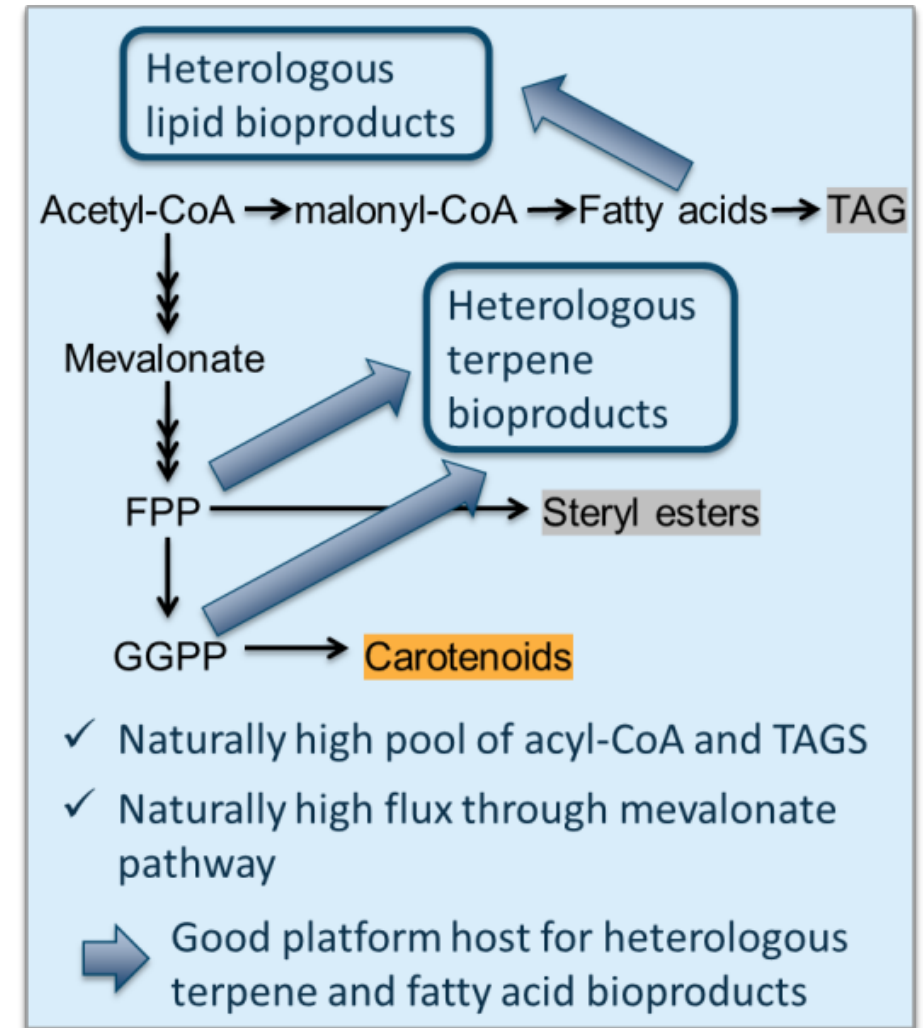 Heterologous
lipid bioproducts
Acetyl-CoA malonyl-CoA Fatty acids TAG
Heterologous
terpene
bioproducts
Mevalonate
FPP Steryl esters
GGPP Carotenoids
✓ Naturally high pool of acyl-CoA and TAGS
✓ Naturally high flux through mevalonate
pathway
Good platform host for heterologous
terpene and fatty acid bioproducts